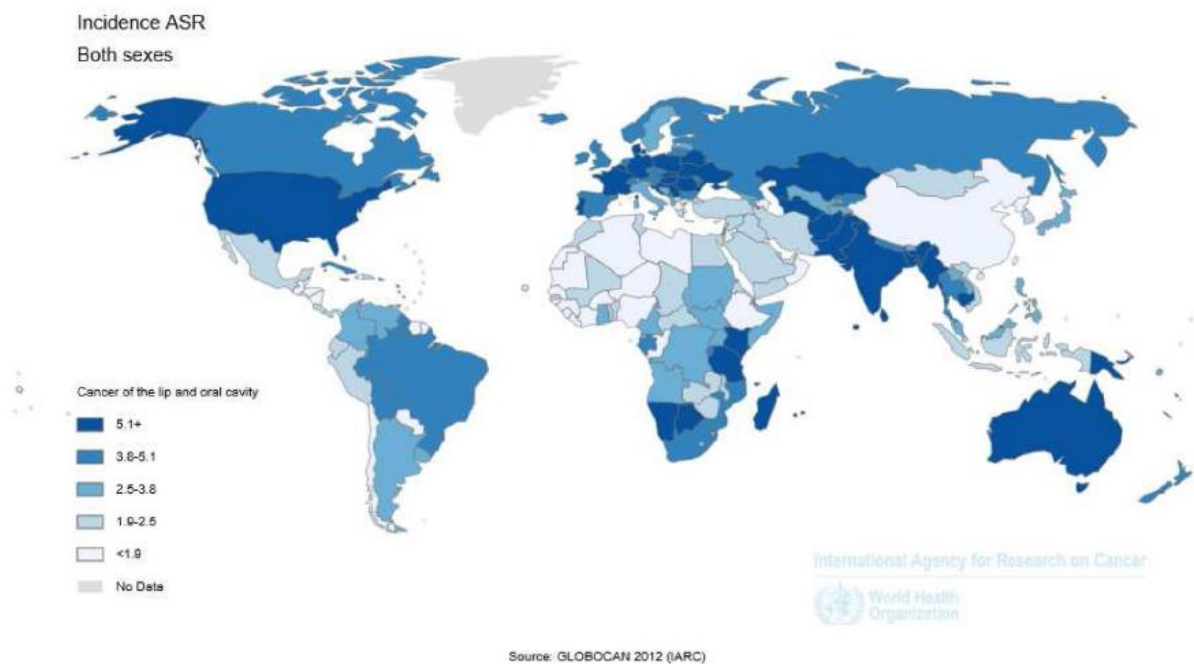 Incidence ASR
Both sexes
Cancer of the lip and oral cavity
5.1+
3.8-5.1
2.5-3.8
1.9-2.5
<1.9
No Data
International Agency for Research on Cancer
World Health
Organization
Source: GLOBOCAN 2012 (IARC)